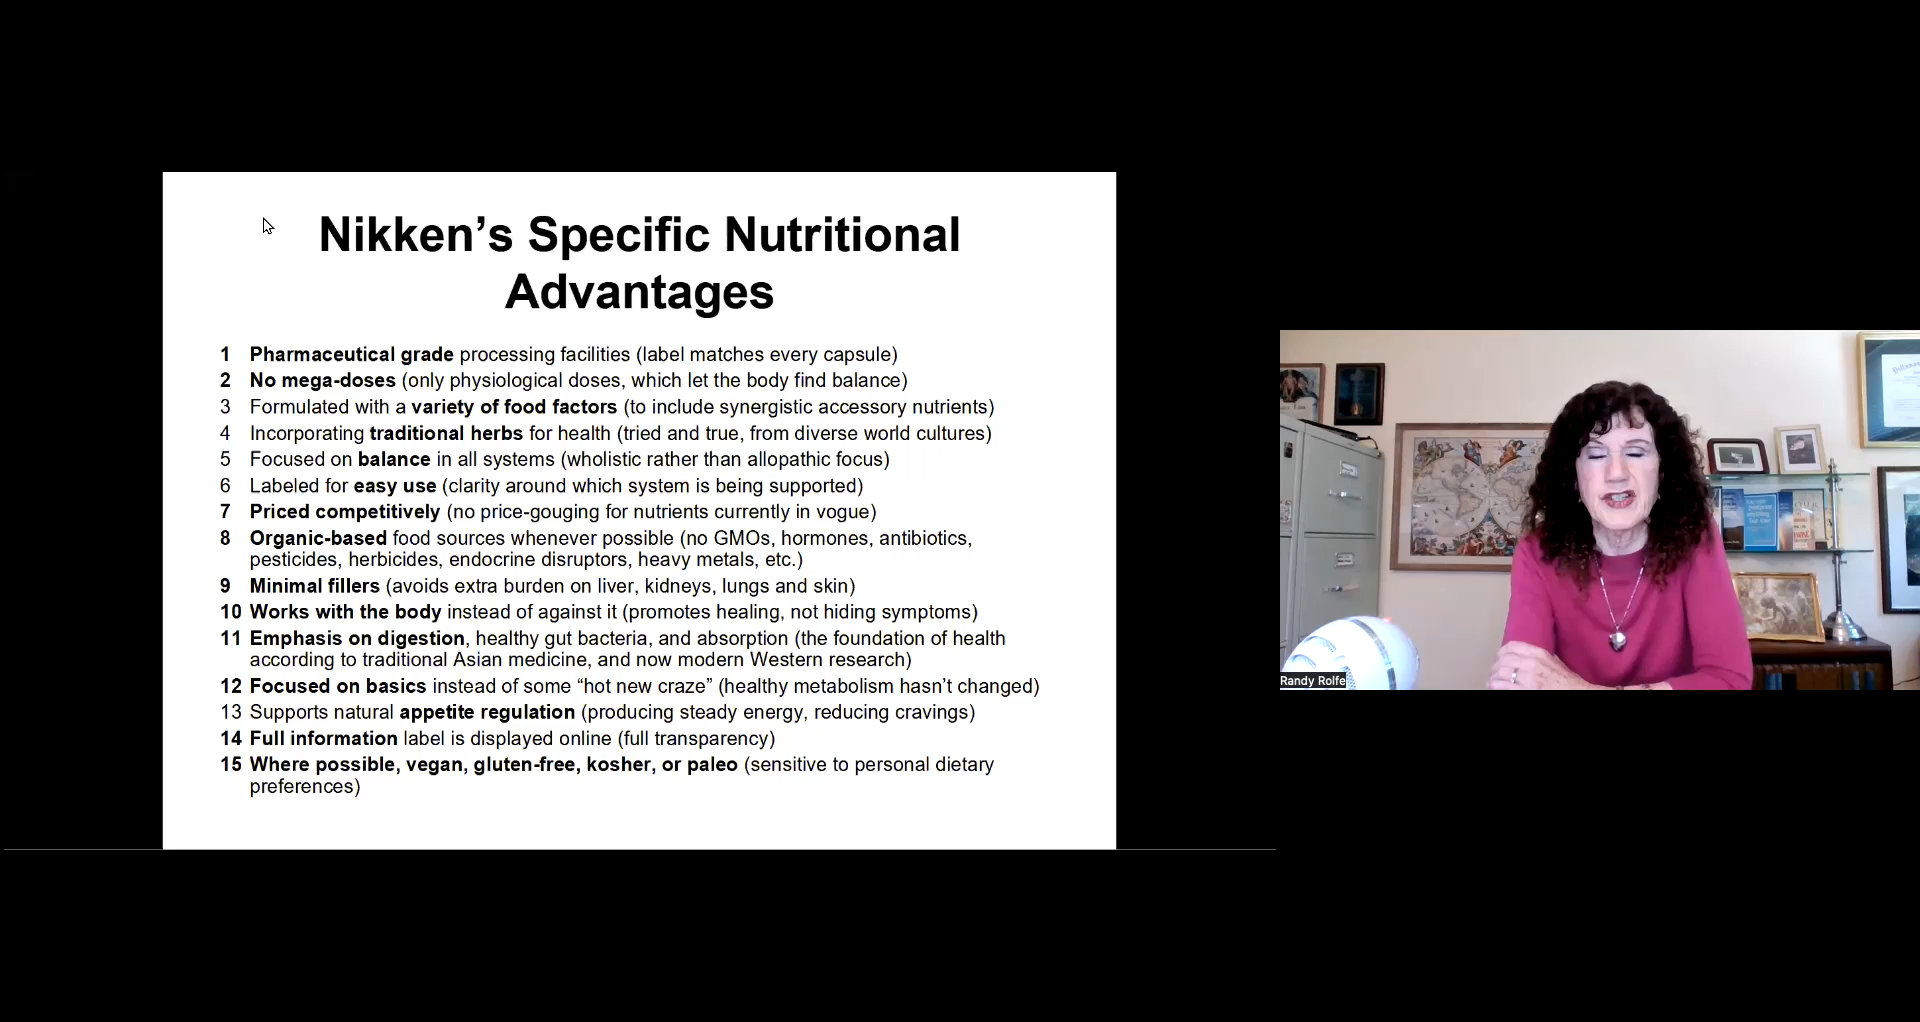 Nikken’s Specific Nutritional
Advantages
1 Pharmaceutical grade processing facilities (label matches every capsule)
2 No mega-doses (only physiological doses, which let the body find balance)
3 Formulated with a variety of food factors (to include synergistic accessory nutrients)
4 Incorporating traditional herbs for health (tried and true, from diverse world cultures)
5 Focused on balance in all systems (wholistic rather than allopathic focus)
6 Labeled for easy use (clarity around which system is being supported)
7 Priced competitively (no price-gouging for nutrients currently in vogue)
8 Organic-based food sources whenever possible (no GMOs, hormones, antibiotics,
pesticides, herbicides, endocrine disruptors, heavy metals, etc.)
9 Minimal fillers (avoids extra burden on liver, kidneys, lungs and skin)
10 Works with the body instead of against it (promotes healing, not hiding symptoms)
11 Emphasis on digestion, healthy gut bacteria, and absorption (the foundation of health
according to traditional Asian medicine, and now modern Western research)
12 Focused on basics instead of some “hot new craze” (healthy metabolism hasn’t changed)
13 Supports natural appetite regulation (producing steady energy, reducing cravings)
14 Full information label is displayed online (full transparency)
15 Where possible, vegan, gluten-free, kosher, or paleo (sensitive to personal dietary
preferences)
Randy Rolfe